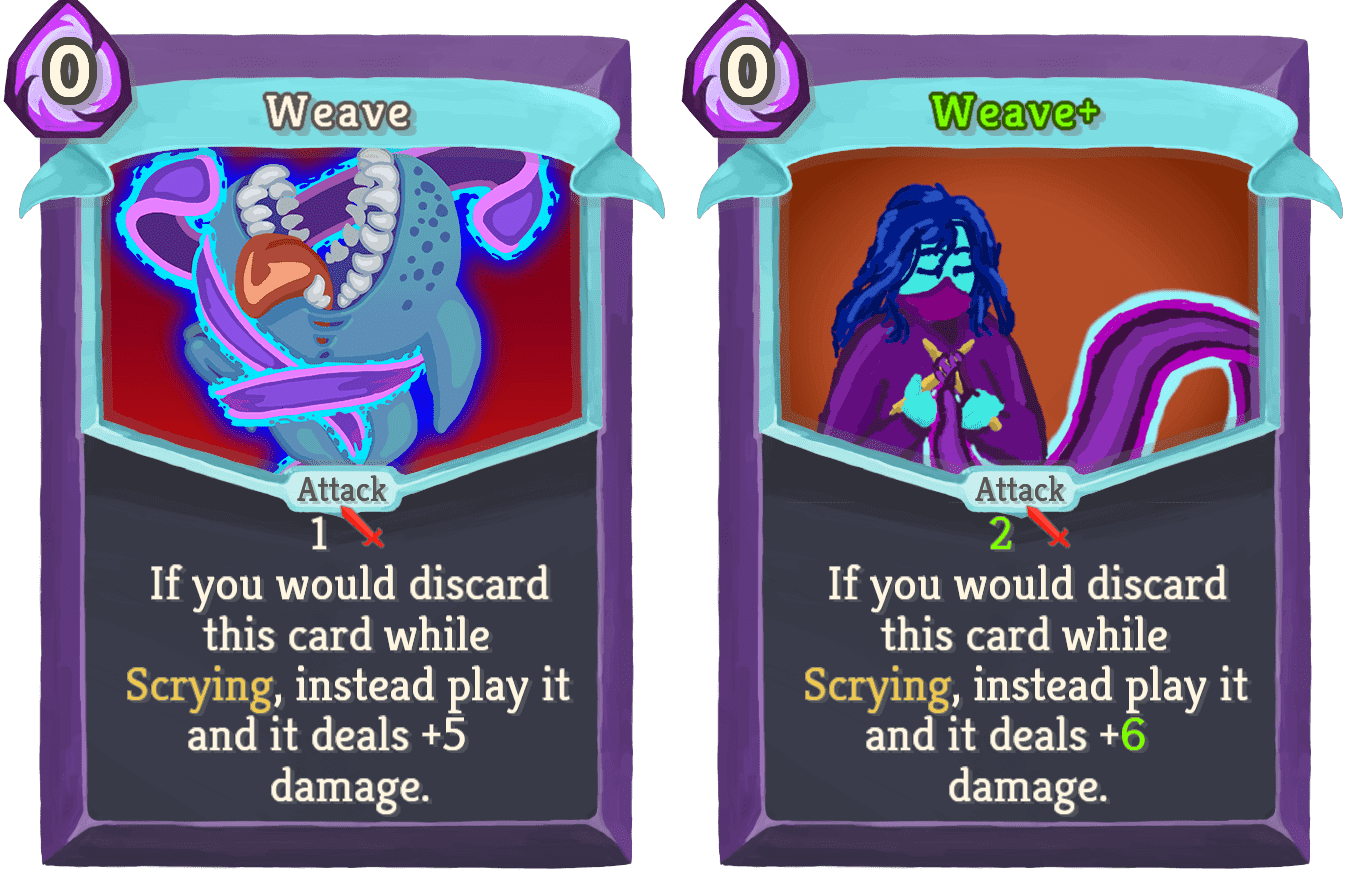 0
Weave
Attack
1
If you would discard
this card while
Scrying, instead play it
and it deals +5
damage.
0
Weave+
Attack
2
If you would discard
this card while
Scrying, instead play it
and it deals +6
damage.